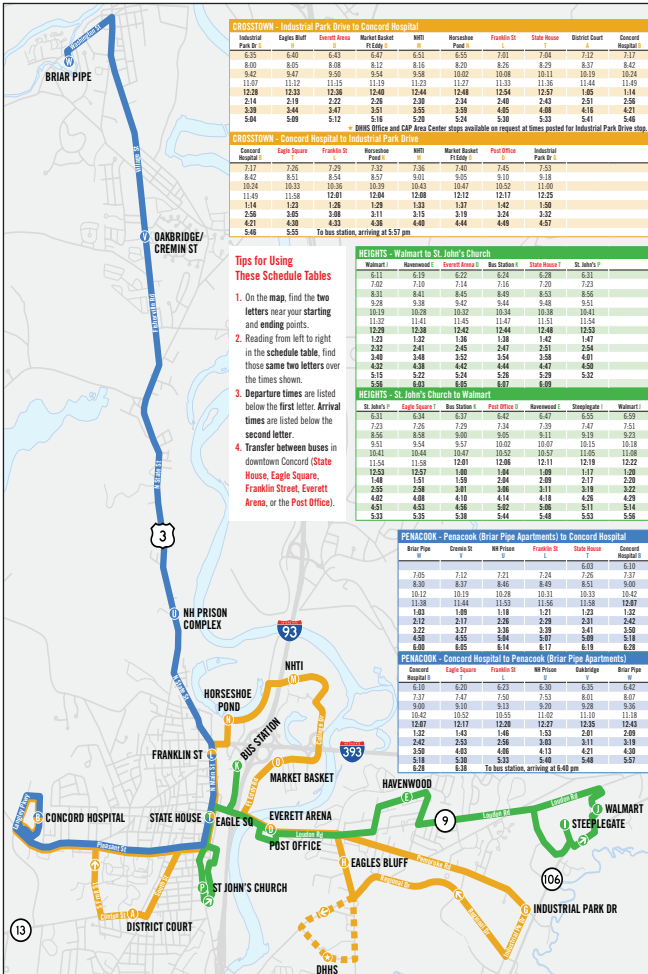 CROSSTOWN - Industrial Park Drive to Concord Hospital
Industrial Park Dr G Eagles Bluff H Everett Arena D Market Basket Ft Eddy O NHTI M Horseshoe Pond N Franklin St L State House T District Court A Concord Hospital B
6:35 6:40 6:43 6:47 6:51 6:55 7:01 7:04 7:12 7:17
8:00 8:05 8:08 8:12 8:16 8:20 8:26 8:29 8:37 8:42
9:42 9:47 9:50 9:54 9:58 10:02 10:08 10:11 10:19 10:24
11:07 11:12 11:15 11:19 11:23 11:27 11:33 11:36 11:44 11:49
12:28 12:33 12:36 12:40 12:44 12:48 12:54 12:57 1:05 1:14
2:14 2:19 2:22 2:26 2:30 2:34 2:40 2:43 2:51 2:56
3:39 3:44 3:47 3:51 3:55 3:59 4:05 4:08 4:16 4:21
5:04 5:09 5:12 5:16 5:20 5:24 5:30 5:33 5:41 5:46
★ DHHS Office and CAP Area Center stops available on request at times posted for Industrial Park Drive stop.
CROSSTOWN - Concord Hospital to Industrial Park Drive
Concord Hospital B Eagle Square T Franklin St L Horseshoe Pond N NHTI M Market Basket Ft Eddy O Post Office D Industrial Park Dr G
7:17 7:26 7:29 7:32 7:36 7:40 7:45 7:53
8:42 8:51 8:54 8:57 9:01 9:05 9:10 9:18
10:24 10:33 10:36 10:39 10:43 10:47 10:52 11:00
11:49 11:58 12:01 12:04 12:08 12:12 12:17 12:25
1:14 1:23 1:26 1:29 1:33 1:37 1:42 1:50
2:56 3:05 3:08 3:11 3:15 3:19 3:24 3:32
4:21 4:30 4:33 4:36 4:40 4:44 4:49 4:57
5:46 5:55 To bus station, arriving at 5:57 pm
Tips for Using
These Schedule Tables
1. On the map, find the two
letters near your starting
and ending points.
2. Reading from left to right
in the schedule table, find
those same two letters over
the times shown.
3. Departure times are listed
below the first letter. Arrival
times are listed below the
second letter.
4. Transfer between buses in
downtown Concord (State
House, Eagle Square,
Franklin Street, Everett
Arena, or the Post Office).
HEIGHTS - Walmart to St. John's Church
Walmart J Havenwood E Everett Arena D Bus Station K State House T St. John's P
6:11 6:19 6:22 6:24 6:28 6:31
7:02 7:10 7:14 7:16 7:20 7:23
8:31 8:41 8:45 8:49 8:53 8:56
9:28 9:38 9:42 9:44 9:48 9:51
10:19 10:28 10:32 10:34 10:38 10:41
11:32 11:41 11:45 11:47 11:51 11:54
12:29 12:38 12:42 12:44 12:48 12:53
1:23 1:32 1:36 1:38 1:42 1:47
2:32 2:41 2:45 2:47 2:51 2:54
3:40 3:48 3:52 3:54 3:58 4:01
4:32 4:38 4:42 4:44 4:47 4:50
5:15 5:22 5:24 5:26 5:29 5:32
5:56 6:03 6:05 6:07 6:09
HEIGHTS - St. John's Church to Walmart
St. John's P Eagle Square T Bus Station K Post Office D Havenwood E Steeplegate I Walmart J
6:31 6:34 6:37 6:42 6:47 6:55 6:59
7:23 7:26 7:29 7:34 7:39 7:47 7:51
8:56 8:58 9:00 9:05 9:11 9:19 9:23
9:51 9:54 9:57 10:02 10:07 10:15 10:18
10:41 10:44 10:47 10:52 10:57 11:05 11:08
11:54 11:58 12:01 12:06 12:11 12:19 12:22
12:53 12:57 1:00 1:04 1:09 1:17 1:20
1:48 1:51 1:59 2:04 2:09 2:17 2:20
2:55 2:58 3:01 3:06 3:11 3:19 3:22
4:02 4:08 4:10 4:14 4:18 4:26 4:29
4:51 4:53 4:56 5:02 5:06 5:11 5:14
5:33 5:35 5:38 5:44 5:48 5:53 5:56
PENACOOK - Penacook (Briar Pipe Apartments) to Concord Hospital
Briar Pipe W Cremin St V NH Prison U Franklin St L State House T Concord Hospital B
6:03 6:10
7:05 7:12 7:21 7:24 7:26 7:37
8:30 8:37 8:46 8:49 8:51 9:00
10:12 10:19 10:28 10:31 10:33 10:42
11:38 11:44 11:53 11:56 11:58 12:07
1:03 1:09 1:18 1:21 1:23 1:32
2:12 2:17 2:26 2:29 2:31 2:42
3:22 3:27 3:36 3:39 3:41 3:50
4:50 4:55 5:04 5:07 5:09 5:18
6:00 6:05 6:14 6:17 6:19 6:28
PENACOOK - Concord Hospital to Penacook (Briar Pipe Apartments)
Concord Hospital B Eagle Square T Franklin St L NH Prison U Oakbridge V Briar Pipe W
6:10 6:20 6:23 6:30 6:35 6:42
7:37 7:47 7:50 7:53 8:01 8:07
9:00 9:10 9:13 9:20 9:28 9:36
10:42 10:52 10:55 11:02 11:10 11:18
12:07 12:17 12:20 12:27 12:35 12:43
1:32 1:43 1:46 1:53 2:01 2:09
2:42 2:53 2:56 3:03 3:11 3:19
3:50 4:03 4:06 4:13 4:21 4:30
5:18 5:30 5:33 5:40 5:48 5:57
6:28 6:38 To bus station, arriving at 6:40 pm
Washington St
W
BRIAR PIPE
Village St
V OAKBRIDGE/
CREMIN ST
Fisherville Rd
N State St
3
U NH PRISON
COMPLEX
N State St
93
NHTI
M
HORSESHOE
POND
N
College Dr
BUS STATION
393
FRANKLIN ST L
K
O
MARKET BASKET
N Main St
Ft Eddy Rd
HAVENWOOD
E
Langley Pkwy
B CONCORD HOSPITAL
STATE HOUSE T EAGLE SQ
EVERETT ARENA
D
POST OFFICE
Loudon Rd
9
Loudon Rd
J WALMART
I STEEPLEGATE
Pleasant St
H
EAGLES BLUFF
Pembroke Rd
Regional Dr
106
P ST JOHN'S CHURCH
South St
Clinton St
A
DISTRICT COURT
G INDUSTRIAL PARK DR
Industrial Park Dr
13
DHHS